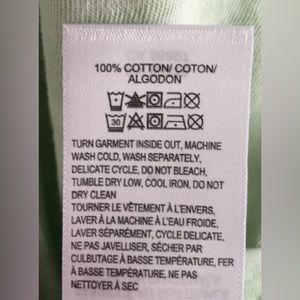 100% COTTON/ COTON/
ALGODON
30
TURN GARMENT INSIDE OUT, MACHINE
WASH COLD, WASH SEPARATELY,
DELICATE CYCLE, DO NOT BLEACH,
TUMBLE DRY LOW, COOL IRON, DO NOT
DRY CLEAN
TOURNER LE VÊTEMENT À L'ENVERS,
LAVER À LA MACHINE À L'EAU FROIDE,
LAVER SÉPARÉMENT, CYCLE DELICATE,
NE PAS JAVELLISER, SÉCHER PAR
CULBUTAGE À BASSE TEMPÉRATURE, FER
À BASSE TEMPÉRATURE, NE PAS
NETTOYER À SEC